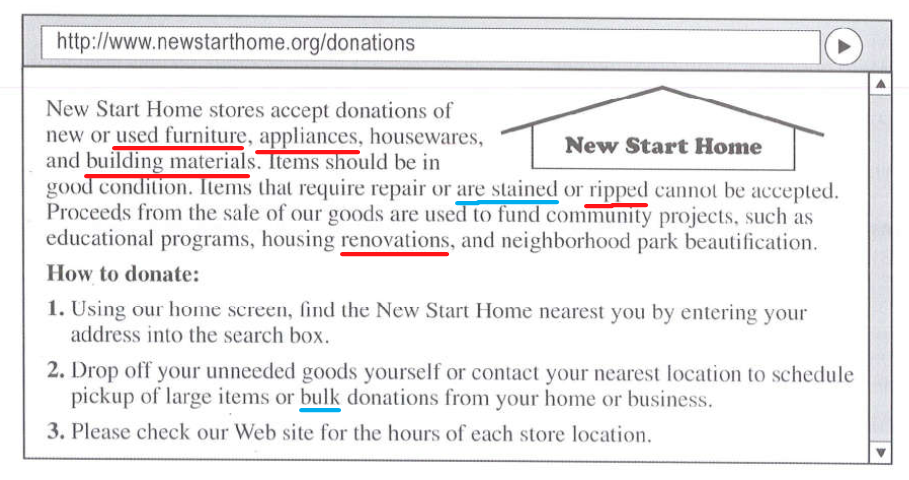 http://www.newstarthome.org/donations
New Start Home stores accept donations of
new or used furniture, appliances, housewares,
and building materials. Items should be in
New Start Home
good condition. Items that require repair or are stained or ripped cannot be accepted.
Proceeds from the sale of our goods are used to fund community projects, such as
educational programs, housing renovations, and neighborhood park beautification.
How to donate:
1. Using our home screen, find the New Start Home nearest you by entering your
address into the search box.
2. Drop off your unneeded goods yourself or contact your nearest location to schedule
pickup of large items or bulk donations from your home or business.
3. Please check our Web site for the hours of each store location.